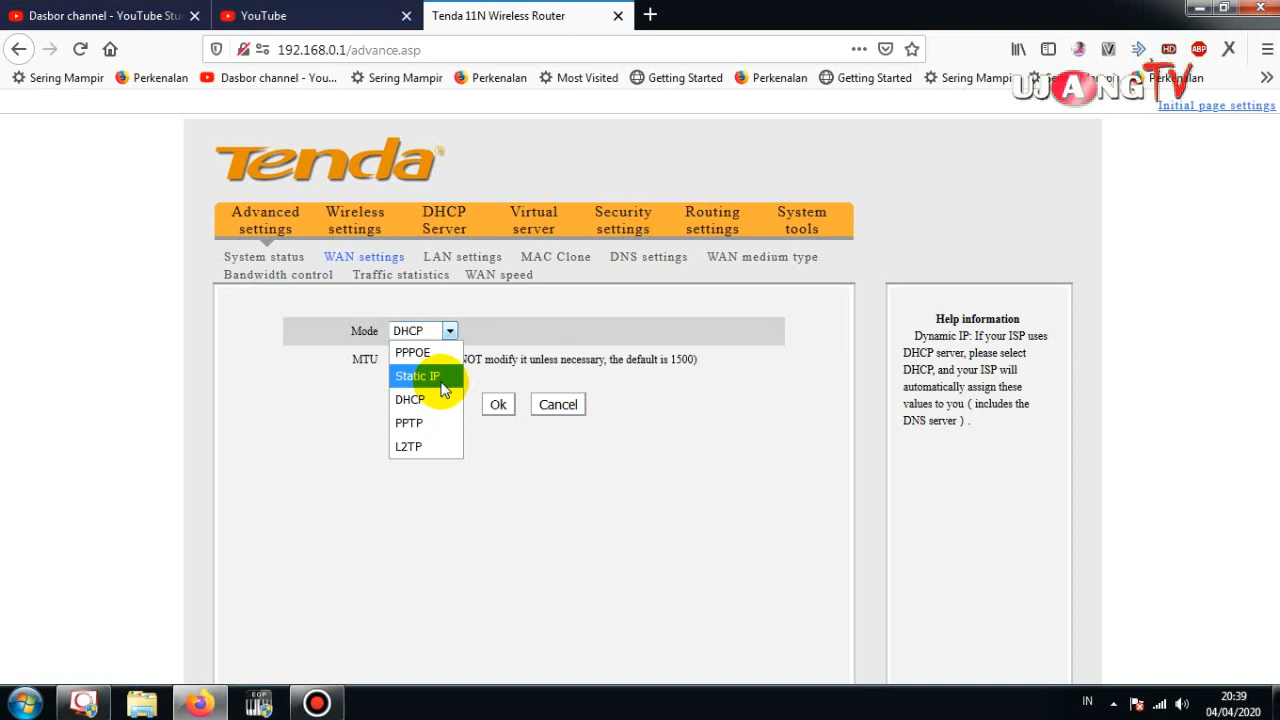 Dasbor channel - YouTube Stu
YouTube
Tenda 11N Wireless Router
192.168.0.1/advance.asp
Sering Mampir
Perkenalan
Dasbor channel - You...
Sering Mampir
Perkenalan
Most Visited
Getting Started
Perkenalan
Getting Started
Sering Mampir
Perkenalan
UJANG TV
Initial page settings
Tenda
Advanced settings
Wireless settings
DHCP Server
Virtual server
Security settings
Routing settings
System tools
System status
WAN settings
LAN settings
MAC Clone
DNS settings
WAN medium type
Bandwidth control
Traffic statistics
WAN speed
Mode
DHCP
MTU
NOT modify it unless necessary, the default is 1500)
PPPOE
Static IP
DHCP
PPTP
L2TP
Ok
Cancel
Help information
Dynamic IP: If your ISP uses
DHCP server, please select
DHCP, and your ISP will
automatically assign these
values to you ( includes the
DNS server ) .
HD
ABP
EOP
IN
20:39
04/04/2020